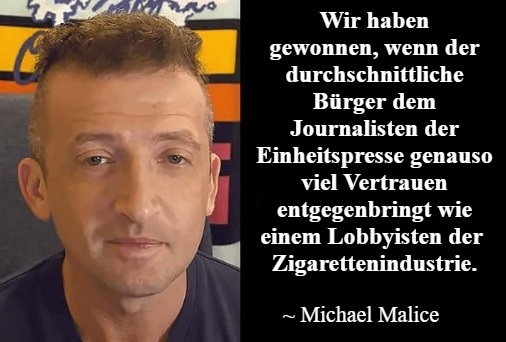 Wir haben
gewonnen, wenn der
durchschnittliche
Bürger dem
Journalisten der
Einheitspresse genauso
viel Vertrauen
entgegenbringt wie
einem Lobbyisten der
Zigarettenindustrie.
~ Michael Malice